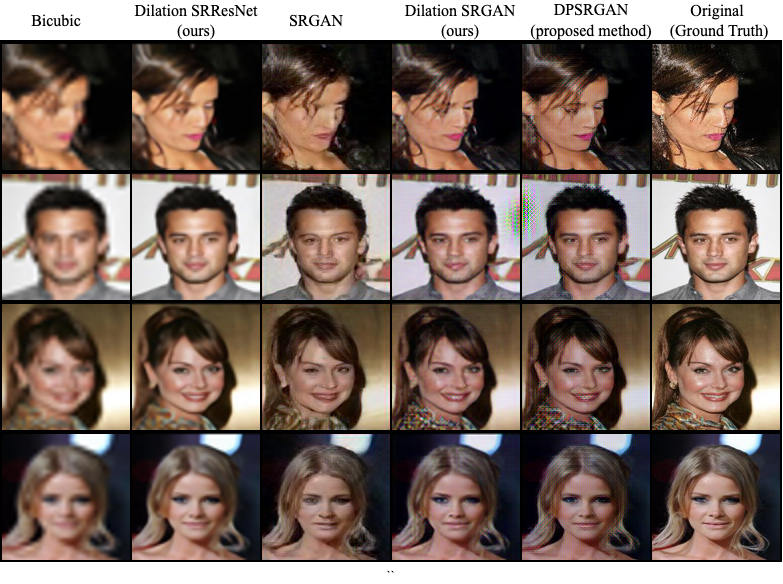 Bicubic
Dilation SRResNet
(ours)
SRGAN
Dilation SRGAN
(ours)
DPSRGAN
(proposed method)
Original
(Ground Truth)